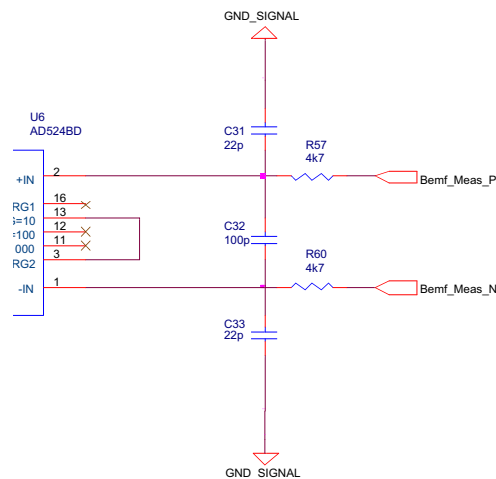 GND_SIGNAL
U6
AD524BD
C31
22p
R57
4k7
2
+IN
Bemf_Meas_P
16
RG1
13
G=10
12
=100
11
000
3
RG2
C32
100p
R60
4k7
1
-IN
Bemf_Meas_N
C33
22p
GND_SIGNAL